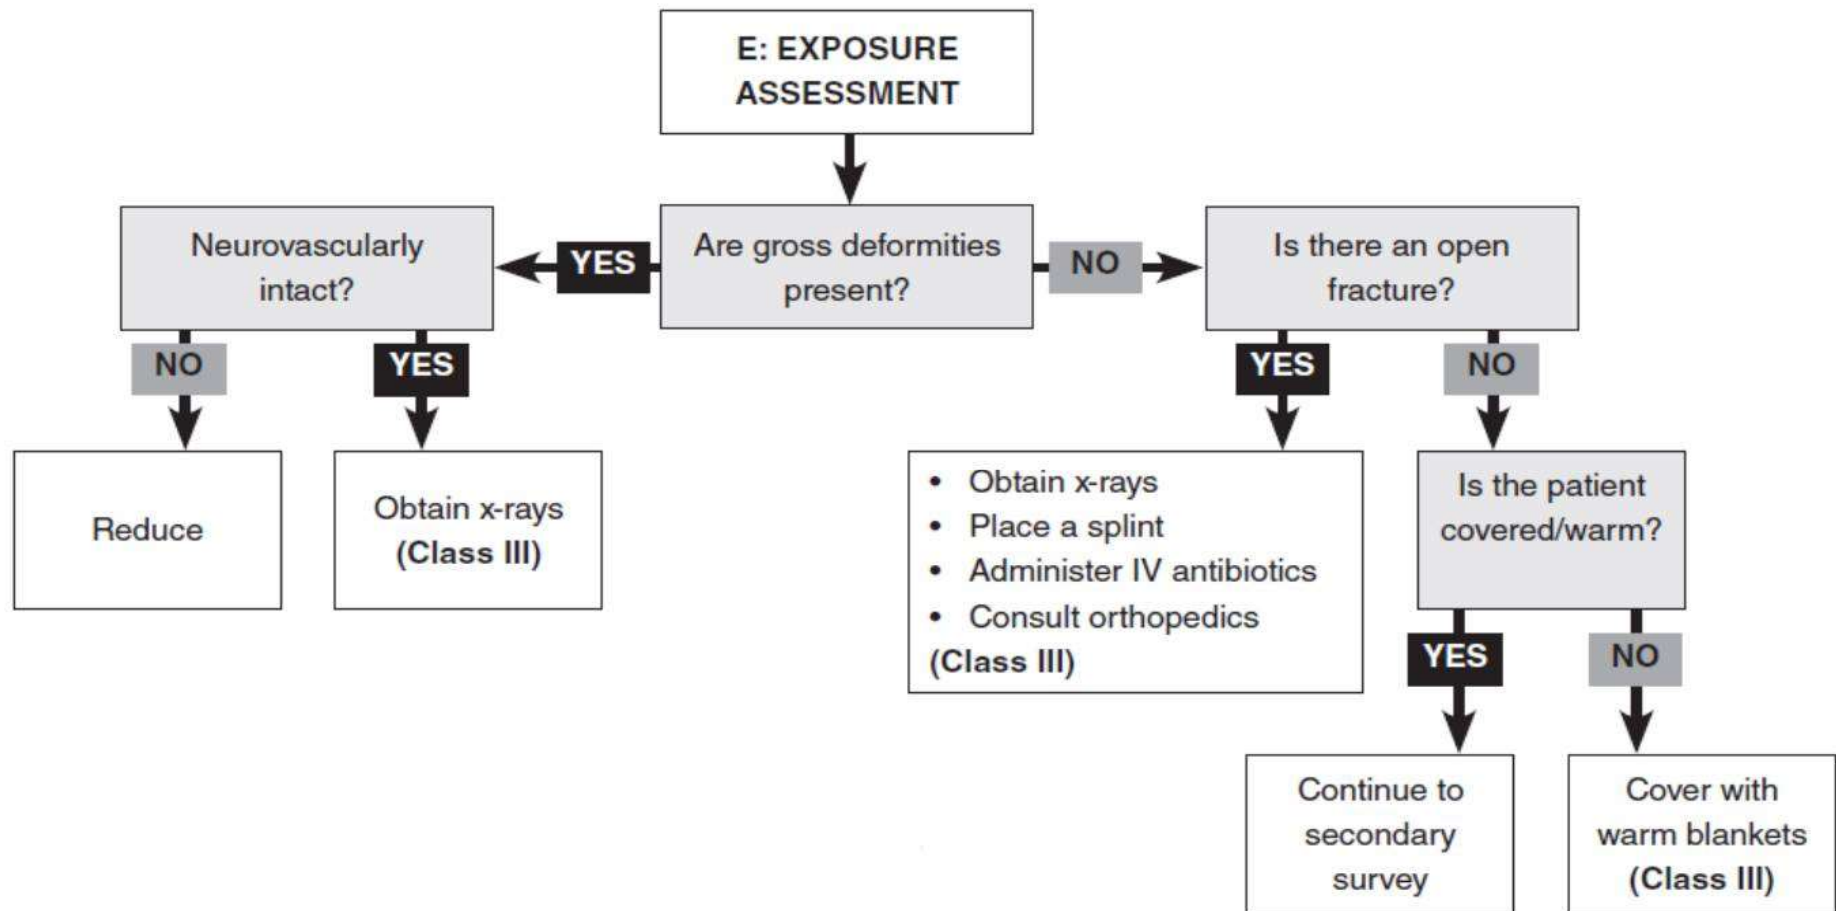 E: EXPOSURE
ASSESSMENT
Neurovascularly
intact?
YES
Are gross deformities
present?
NO
Is there an open
fracture?
NO
YES
YES
NO
Reduce
Obtain x-rays
(Class III)
• Obtain x-rays
• Place a splint
• Administer IV antibiotics
• Consult orthopedics
(Class III)
Is the patient
covered/warm?
YES
NO
Continue to
secondary
survey
Cover with
warm blankets
(Class III)